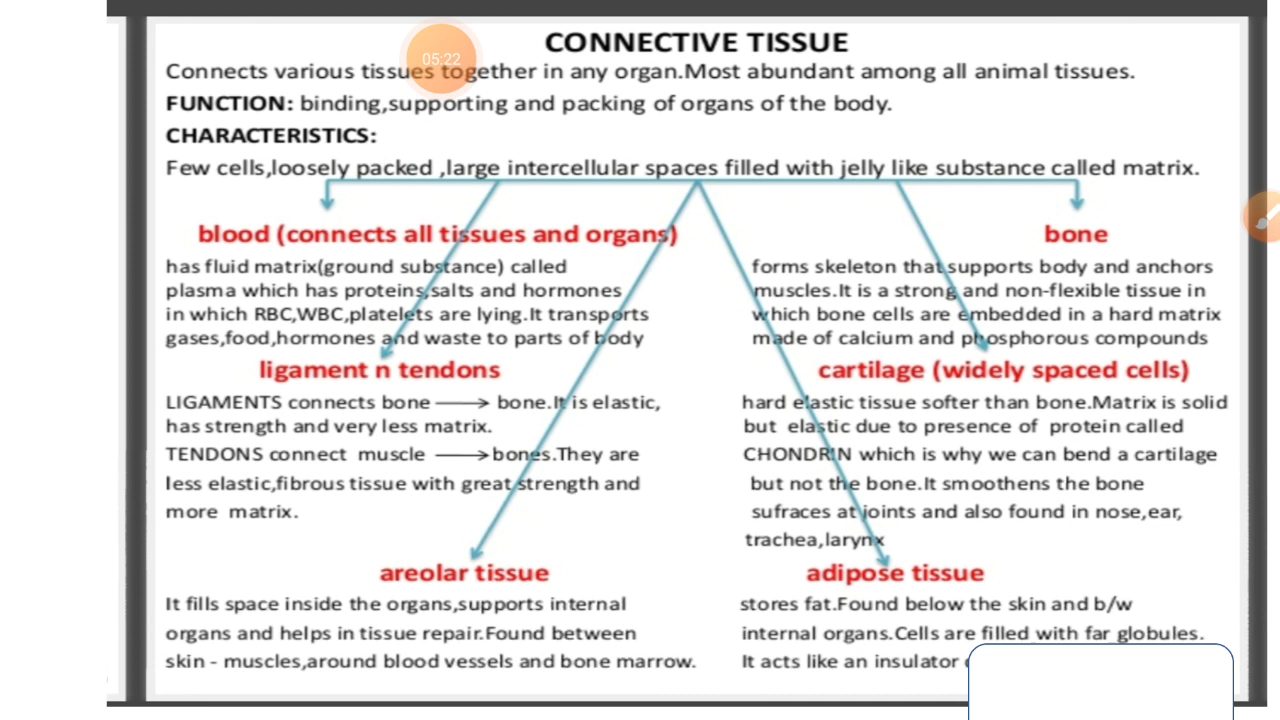 CONNECTIVE TISSUE
05:22
Connects various tissues together in any organ.Most abundant among all animal tissues.
FUNCTION: binding,supporting and packing of organs of the body.
CHARACTERISTICS:
Few cells,loosely packed ,large intercellular spaces filled with jelly like substance called matrix.
blood (connects all tissues and organs)
has fluid matrix(ground substance) called
plasma which has proteins,salts and hormones
in which RBC,WBC,platelets are lying.It transports
gases,food,hormones and waste to parts of body
bone
forms skeleton that supports body and anchors
muscles.It is a strong and non-flexible tissue in
which bone cells are embedded in a hard matrix
made of calcium and phosphorous compounds
ligament n tendons
LIGAMENTS connects bone → bone.It is elastic,
has strength and very less matrix.
TENDONS connect muscle → bones.They are
less elastic,fibrous tissue with great strength and
more matrix.
cartilage (widely spaced cells)
hard elastic tissue softer than bone.Matrix is solid
but elastic due to presence of protein called
CHONDRIN which is why we can bend a cartilage
but not the bone.It smoothens the bone
sufraces at joints and also found in nose,ear,
trachea,larynx
areolar tissue
It fills space inside the organs,supports internal
organs and helps in tissue repair.Found between
skin - muscles,around blood vessels and bone marrow.
adipose tissue
stores fat.Found below the skin and b/w
internal organs.Cells are filled with far globules.
It acts like an insulator